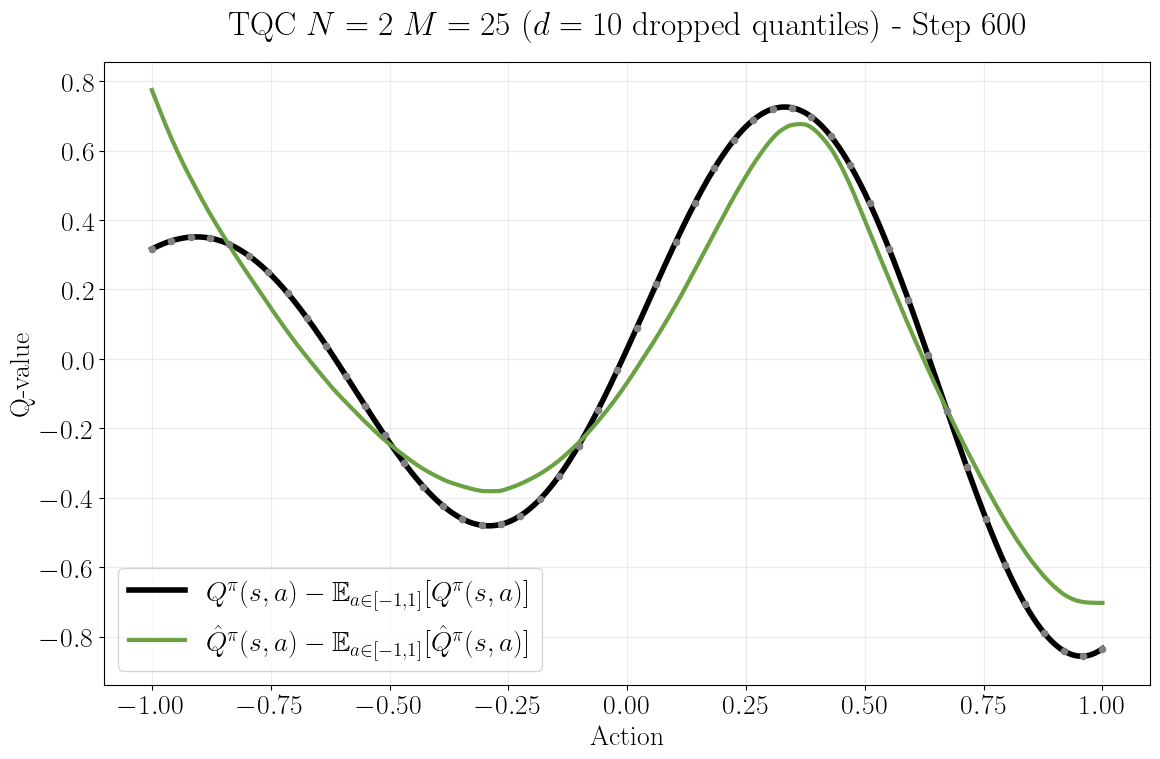 TQC N = 2 M = 25 (d = 10 dropped quantiles) - Step 600
0.8
0.6
0.4
0.2
0.0
−0.2
−0.4
−0.6
−0.8
Q-value
Q^π(s, a) − 𝔼_{a∈[−1,1]}[Q^π(s, a)]
Q̂^π(s, a) − 𝔼_{a∈[−1,1]}[Q̂^π(s, a)]
−1.00 −0.75 −0.50 −0.25 0.00 0.25 0.50 0.75 1.00
Action